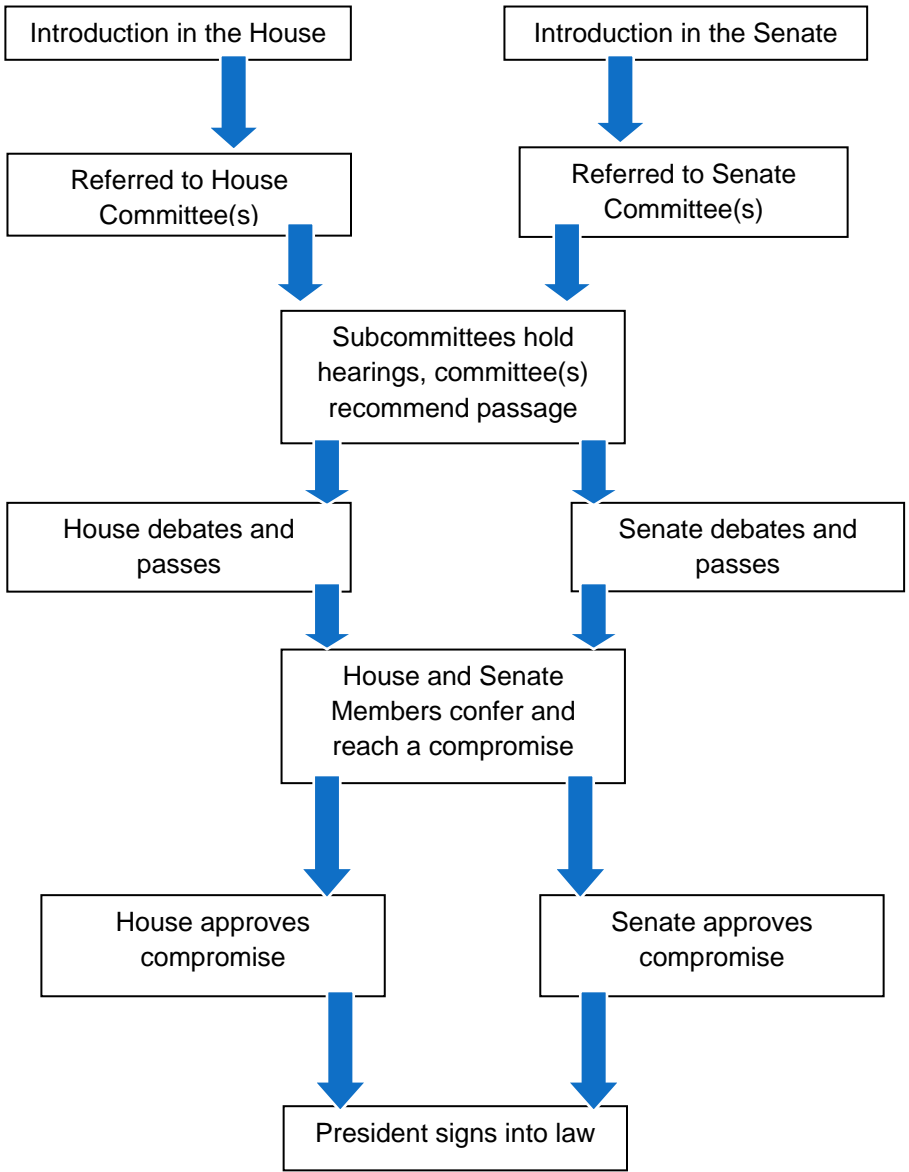 Introduction in the House
Introduction in the Senate
Referred to House
Committee(s)
Referred to Senate
Committee(s)
Subcommittees hold
hearings, committee(s)
recommend passage
House debates and
passes
Senate debates and
passes
House and Senate
Members confer and
reach a compromise
House approves
compromise
Senate approves
compromise
President signs into law